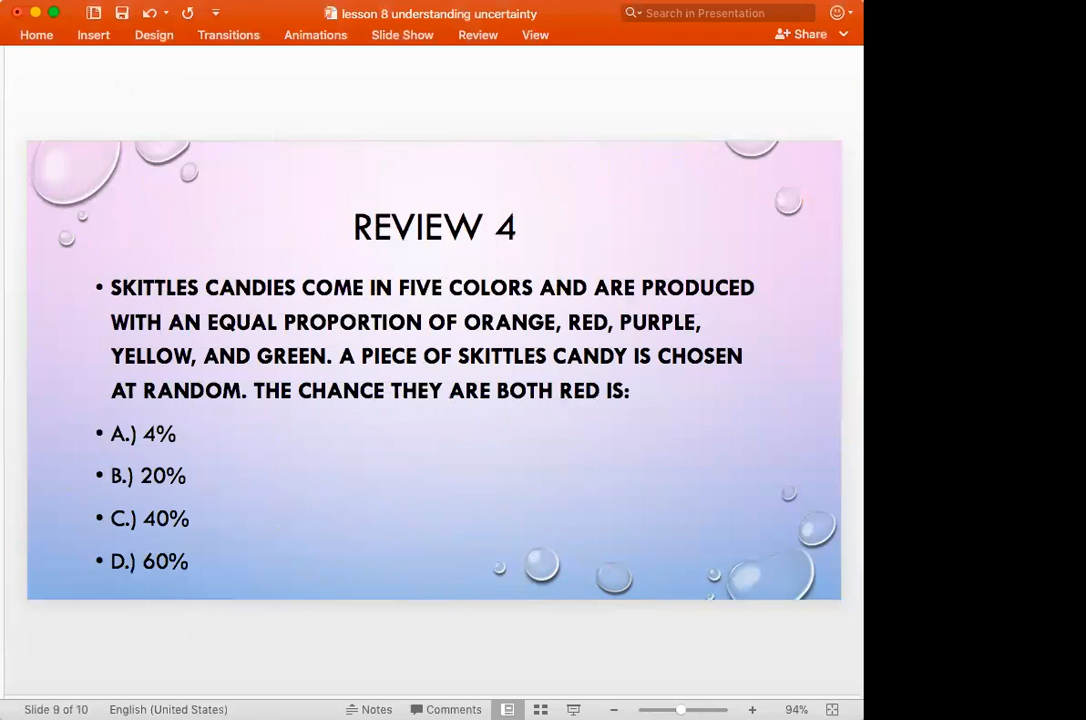 lesson 8 understanding uncertainty
Search in Presentation
Home Insert Design Transitions Animations Slide Show Review View
Share
REVIEW 4
• SKITTLES CANDIES COME IN FIVE COLORS AND ARE PRODUCED
WITH AN EQUAL PROPORTION OF ORANGE, RED, PURPLE,
YELLOW, AND GREEN. A PIECE OF SKITTLES CANDY IS CHOSEN
AT RANDOM. THE CHANCE THEY ARE BOTH RED IS:
• A.) 4%
• B.) 20%
• C.) 40%
• D.) 60%
Slide 9 of 10 English (United States) Notes Comments 94%